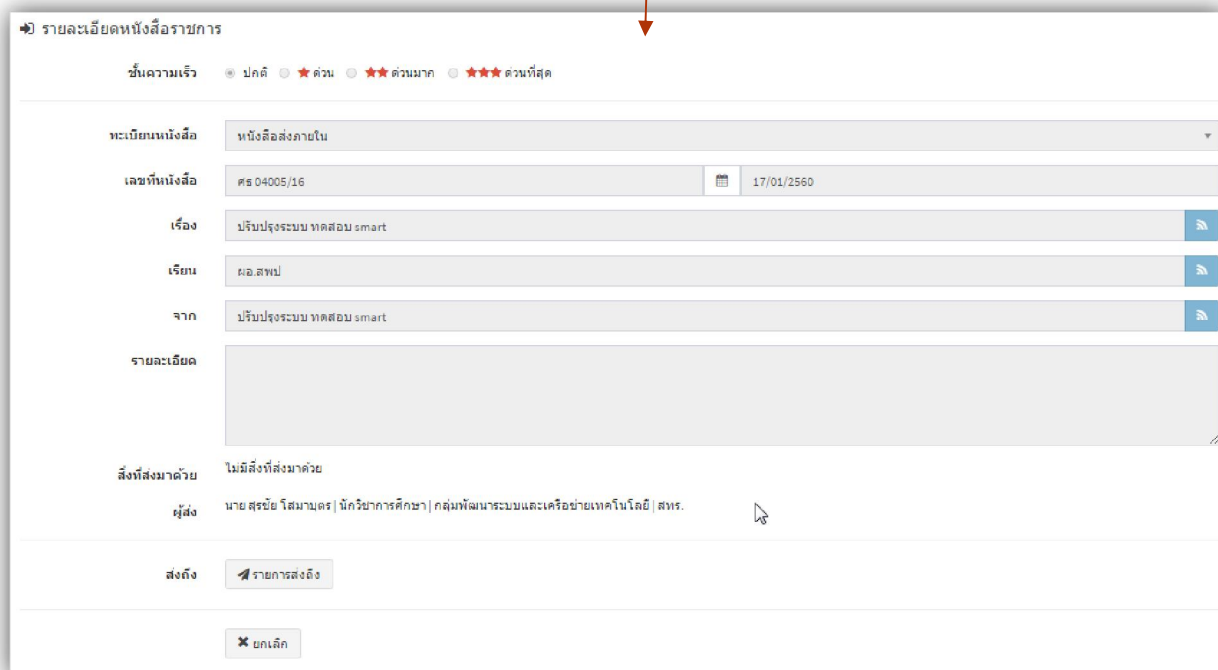 รายละเอียดหนังสือราชการ
ชั้นความเร็ว ปกติ ด่วน ด่วนมาก ด่วนที่สุด
ทะเบียนหนังสือ หนังสือส่งภายใน
เลขที่หนังสือ ศธ 04005/16 17/01/2560
เรื่อง ปรับปรุงระบบ ทดสอบ smart
เรียน ผอ.สพป
จาก ปรับปรุงระบบ ทดสอบ smart
รายละเอียด
สิ่งที่ส่งมาด้วย ไม่มีสิ่งที่ส่งมาด้วย
ผู้ส่ง นายสุรชัย โสมาบุตร | นักวิชาการศึกษา | กลุ่มพัฒนาระบบและเครือข่ายเทคโนโลยี | สทร.
ส่งถึง รายการส่งถึง
ยกเลิก